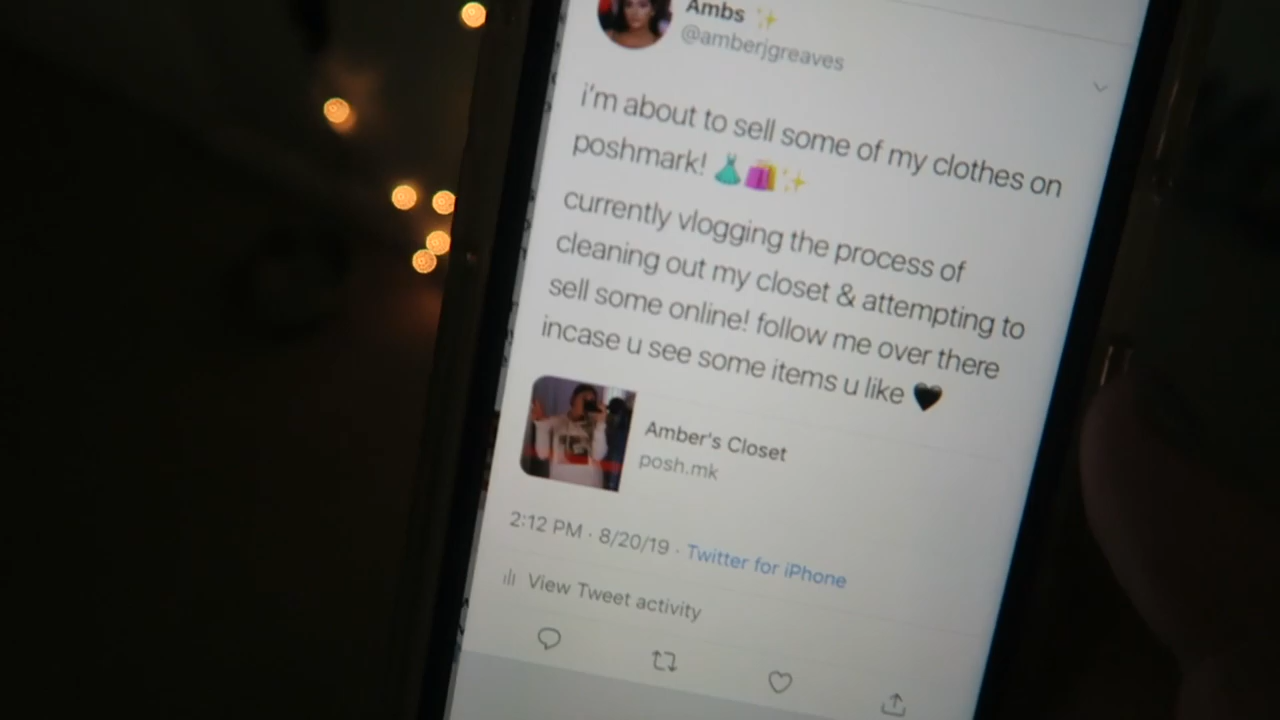 Ambs ✨
@amberjgreaves
i'm about to sell some of my clothes on
poshmark! 👗🛍️✨
currently vlogging the process of
cleaning out my closet & attempting to
sell some online! follow me over there
incase u see some items u like 🖤
Amber's Closet
posh.mk
2:12 PM · 8/20/19 · Twitter for iPhone
View Tweet activity